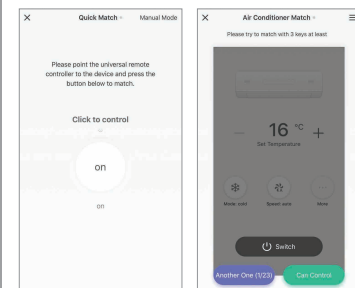 Quick Match
Manual Mode
Please point the universal remote
controller to the device and press the
button below to match.
Click to control
on
on
Air Conditioner Match
Please try to match with 3 keys at least
16 °C
Set Temperature
Mode: cold
Speed: auto
More
Switch
Another One (1/23)
Can Control